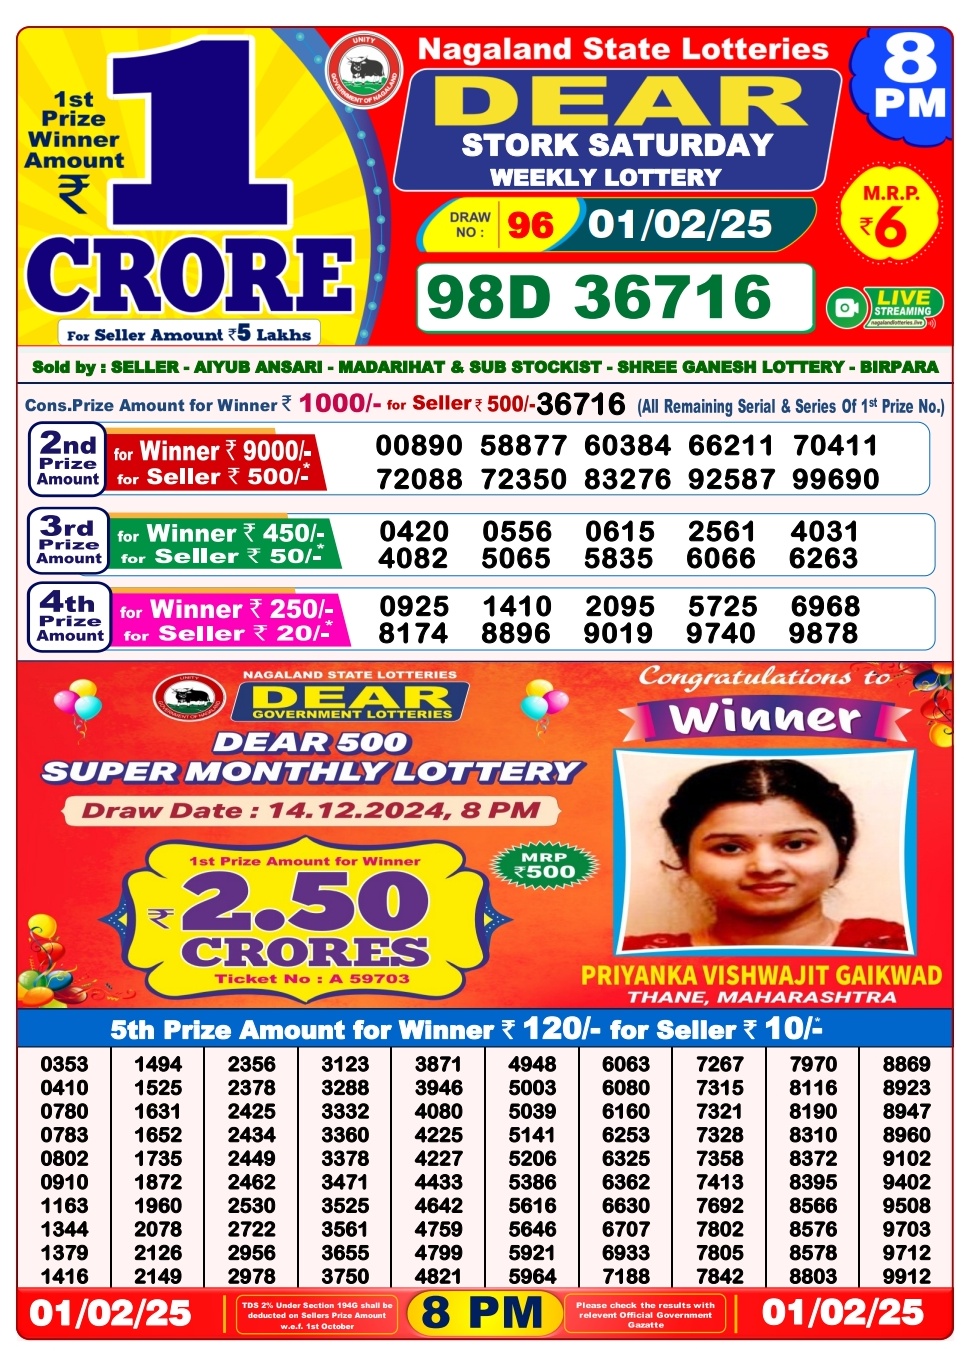 1st
Prize
Winner
Amount
₹
1
CRORE
For Seller Amount ₹5 Lakhs
UNITY
GOVERNMENT OF NAGALAND
Nagaland State Lotteries
DEAR
STORK SATURDAY
WEEKLY LOTTERY
8
PM
DRAW
NO :
96
01/02/25
M.R.P.
₹6
98D 36716
LIVE
STREAMING
nagalandlotteries.live
Sold by : SELLER - AIYUB ANSARI - MADARIHAT & SUB STOCKIST - SHREE GANESH LOTTERY - BIRPARA
Cons.Prize Amount for Winner ₹ 1000/- for Seller ₹ 500/- 36716 (All Remaining Serial & Series Of 1st Prize No.)
2nd
Prize
Amount
for Winner ₹ 9000/-
for Seller ₹ 500/-*
00890 58877 60384 66211 70411
72088 72350 83276 92587 99690
3rd
Prize
Amount
for Winner ₹ 450/-
for Seller ₹ 50/-*
0420 0556 0615 2561 4031
4082 5065 5835 6066 6263
4th
Prize
Amount
for Winner ₹ 250/-
for Seller ₹ 20/-*
0925 1410 2095 5725 6968
8174 8896 9019 9740 9878
UNITY
GOVERNMENT OF NAGALAND
NAGALAND STATE LOTTERIES
DEAR
GOVERNMENT LOTTERIES
DEAR 500
SUPER MONTHLY LOTTERY
Draw Date : 14.12.2024, 8 PM
1st Prize Amount for Winner
₹ 2.50
CRORES
Ticket No : A 59703
MRP
₹500
Congratulations to
Winner
PRIYANKA VISHWAJIT GAIKWAD
THANE, MAHARASHTRA
5th Prize Amount for Winner ₹ 120/- for Seller ₹ 10/-*
0353 1494 2356 3123 3871 4948 6063 7267 7970 8869
0410 1525 2378 3288 3946 5003 6080 7315 8116 8923
0780 1631 2425 3332 4080 5039 6160 7321 8190 8947
0783 1652 2434 3360 4225 5141 6253 7328 8310 8960
0802 1735 2449 3378 4227 5206 6325 7358 8372 9102
0910 1872 2462 3471 4433 5386 6362 7413 8395 9402
1163 1960 2530 3525 4642 5616 6630 7692 8566 9508
1344 2078 2722 3561 4759 5646 6707 7802 8576 9703
1379 2126 2956 3655 4799 5921 6933 7805 8578 9712
1416 2149 2978 3750 4821 5964 7188 7842 8803 9912
01/02/25
TDS 2% Under Section 194G shall be
deducted on Sellers Prize Amount
w.e.f. 1st October
8 PM
Please check the results with
relevent Official Government
Gazatte
01/02/25